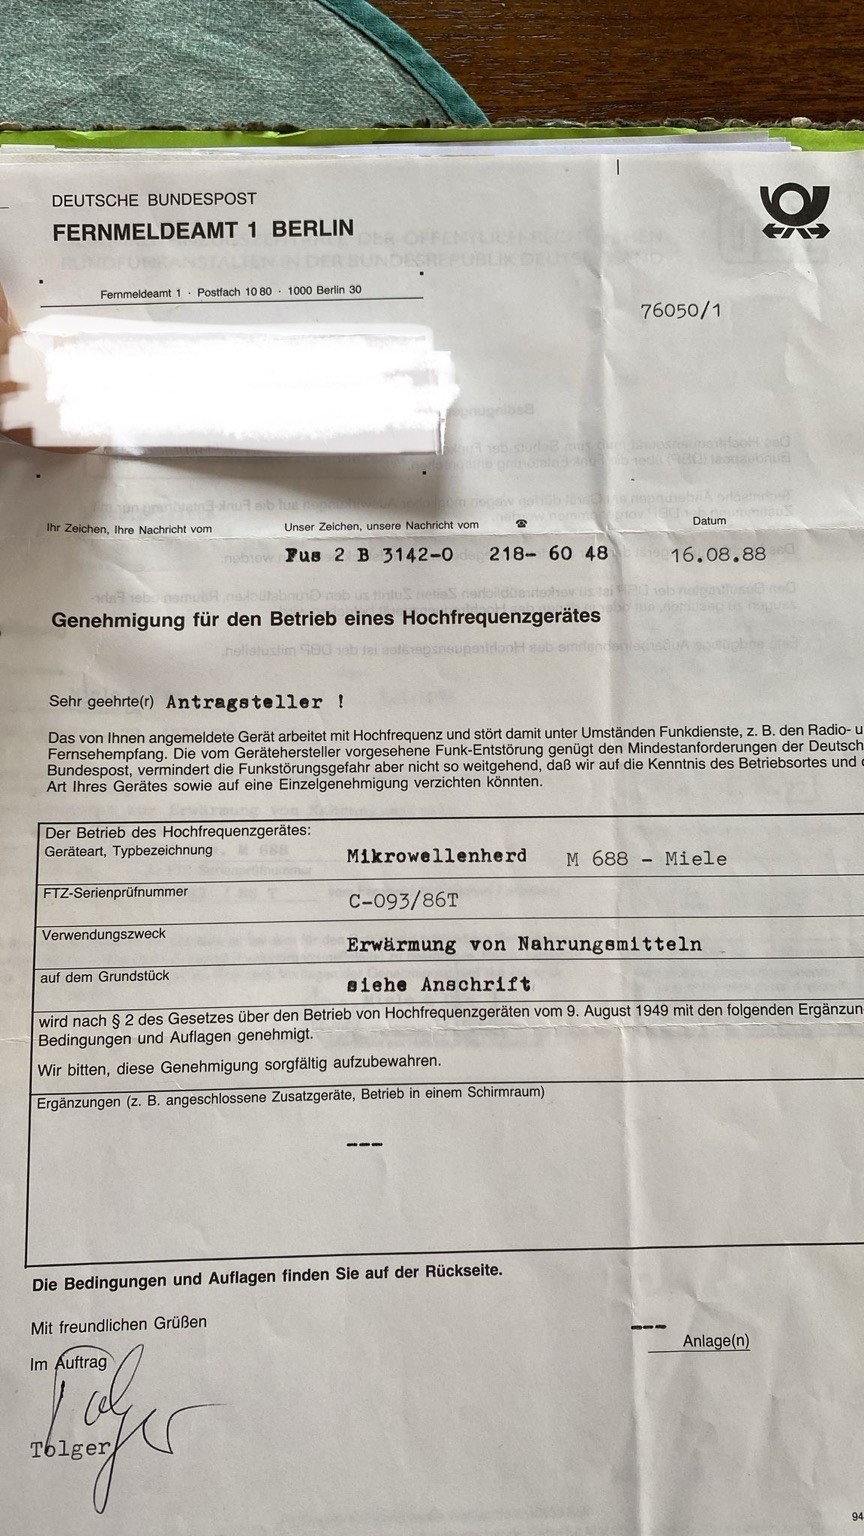 DEUTSCHE BUNDESPOST
FERNMELDEAMT 1 BERLIN
Fernmeldeamt 1 · Postfach 10 80 · 1000 Berlin 30
76050/1
Ihr Zeichen, Ihre Nachricht vom
Unser Zeichen, unsere Nachricht vom
☎
Datum
Fus 2 B 3142-0
218- 60 48
16.08.88
Genehmigung für den Betrieb eines Hochfrequenzgerätes
Sehr geehrte(r) Antragsteller !
Das von Ihnen angemeldete Gerät arbeitet mit Hochfrequenz und stört damit unter Umständen Funkdienste, z. B. den Radio- u
Fernsehempfang. Die vom Gerätehersteller vorgesehene Funk-Entstörung genügt den Mindestanforderungen der Deutsch
Bundespost, vermindert die Funkstörungsgefahr aber nicht so weitgehend, daß wir auf die Kenntnis des Betriebsortes und
Art Ihres Gerätes sowie auf eine Einzelgenehmigung verzichten könnten.
Der Betrieb des Hochfrequenzgerätes:
Geräteart, Typbezeichnung
Mikrowellenherd M 688 - Miele
FTZ-Serienprüfnummer
C-093/86T
Verwendungszweck
Erwärmung von Nahrungsmitteln
auf dem Grundstück
siehe Anschrift
wird nach § 2 des Gesetzes über den Betrieb von Hochfrequenzgeräten vom 9. August 1949 mit den folgenden Ergänzun
Bedingungen und Auflagen genehmigt.
Wir bitten, diese Genehmigung sorgfältig aufzubewahren.
Ergänzungen (z. B. angeschlossene Zusatzgeräte, Betrieb in einem Schirmraum)
---
Die Bedingungen und Auflagen finden Sie auf der Rückseite.
Mit freundlichen Grüßen
---
Anlage(n)
Im Auftrag
Tolger
94